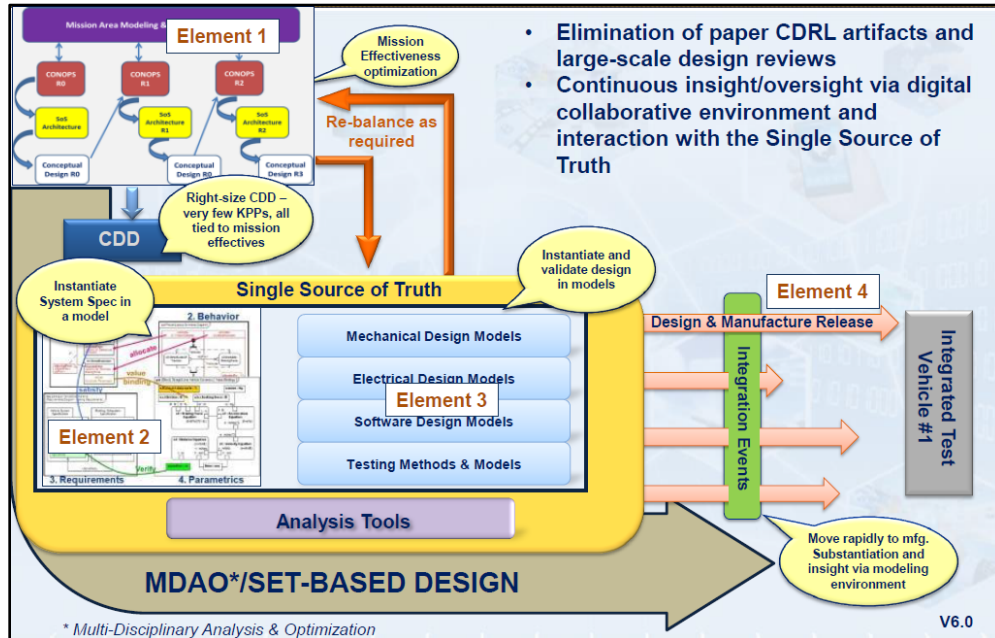 Mission Area Modeling &
Element 1
CONOPS
R0
CONOPS
R1
CONOPS
R2
SoS
Architecture
SoS
Architecture
R1
SoS
Architecture
R2
Conceptual
Design R0
Conceptual
Design R0
Conceptual
Design R3
Mission
Effectiveness
optimization
Re-balance as
required
• Elimination of paper CDRL artifacts and
large-scale design reviews
• Continuous insight/oversight via digital
collaborative environment and
interaction with the Single Source of
Truth
CDD
Right-size CDD –
very few KPPs, all
tied to mission
effectives
Instantiate
System Spec in
a model
Single Source of Truth
Instantiate and
validate design
in models
2. Behavior
allocate
value
binding
satisfy
Element 2
Verify
3. Requirements
4. Parametrics
Mechanical Design Models
Electrical Design Models
Element 3
Software Design Models
Testing Methods & Models
Analysis Tools
Element 4
Design & Manufacture Release
Integration Events
Integrated Test
Vehicle #1
Move rapidly to mfg.
Substantiation and
insight via modeling
environment
MDAO*/SET-BASED DESIGN
* Multi-Disciplinary Analysis & Optimization
V6.0